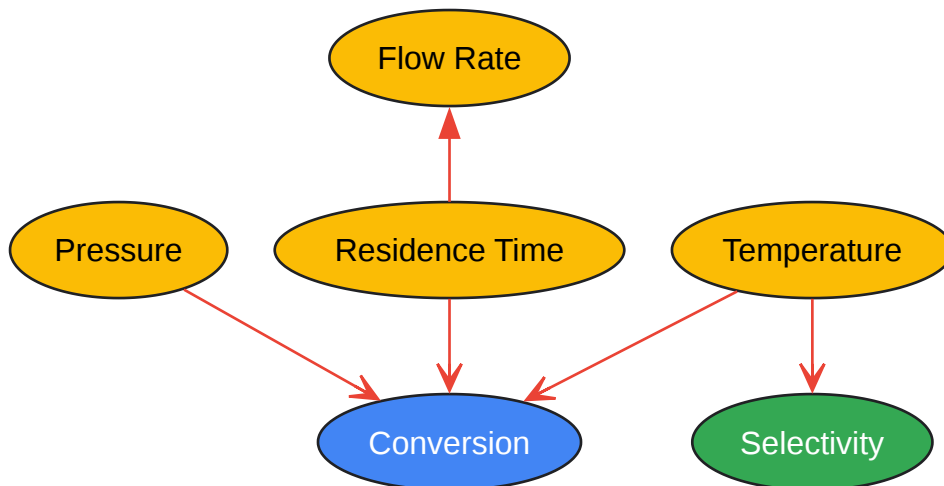 Flow Rate
Pressure
Residence Time
Temperature
Conversion
Selectivity